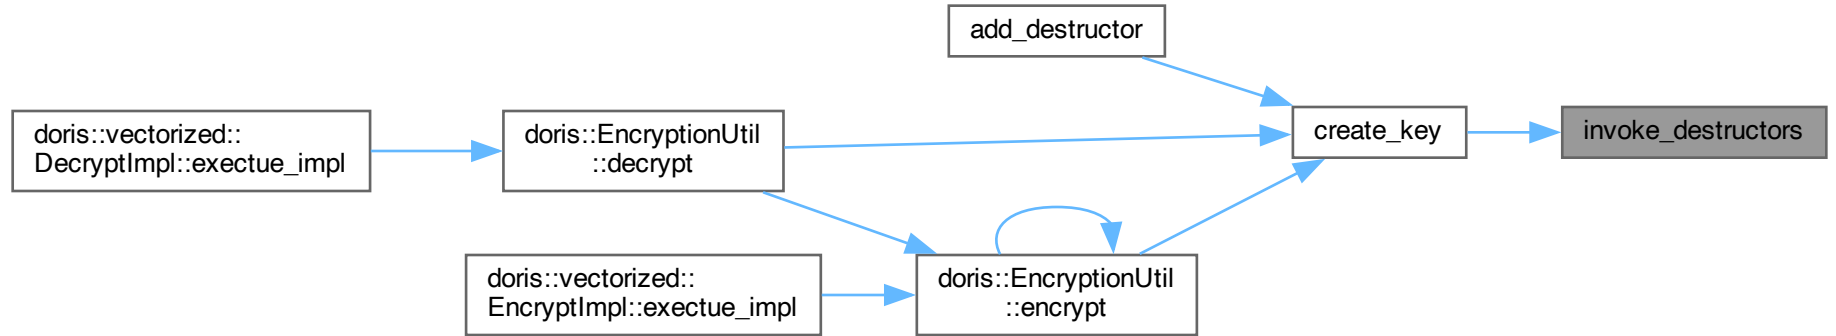 add_destructor
doris::vectorized::
DecryptImpl::exectue_impl
doris::EncryptionUtil
::decrypt
create_key
invoke_destructors
doris::vectorized::
EncryptImpl::exectue_impl
doris::EncryptionUtil
::encrypt